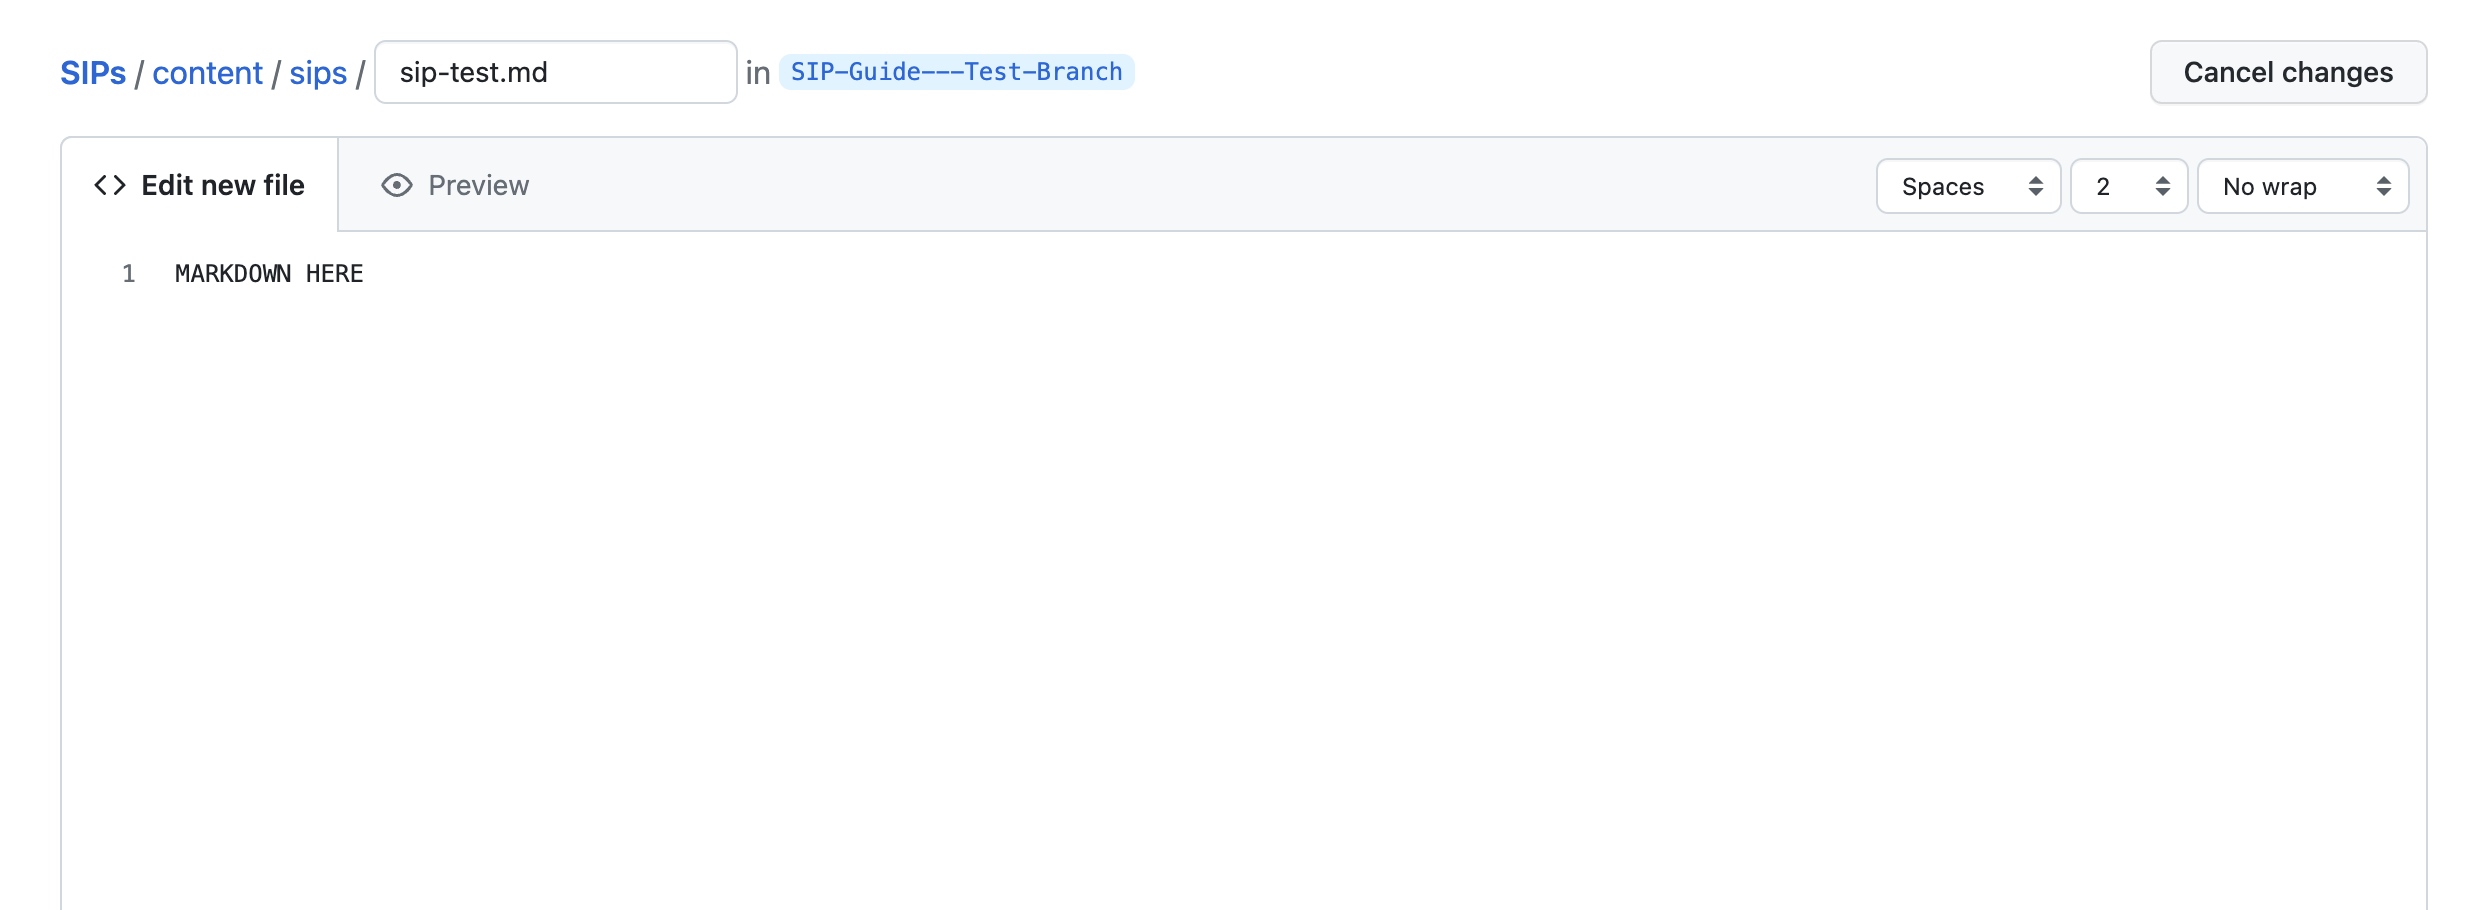 SIPs / content / sips / sip-test.md in SIP-Guide---Test-Branch Cancel changes
<> Edit new file Preview Spaces 2 No wrap
1 MARKDOWN HERE